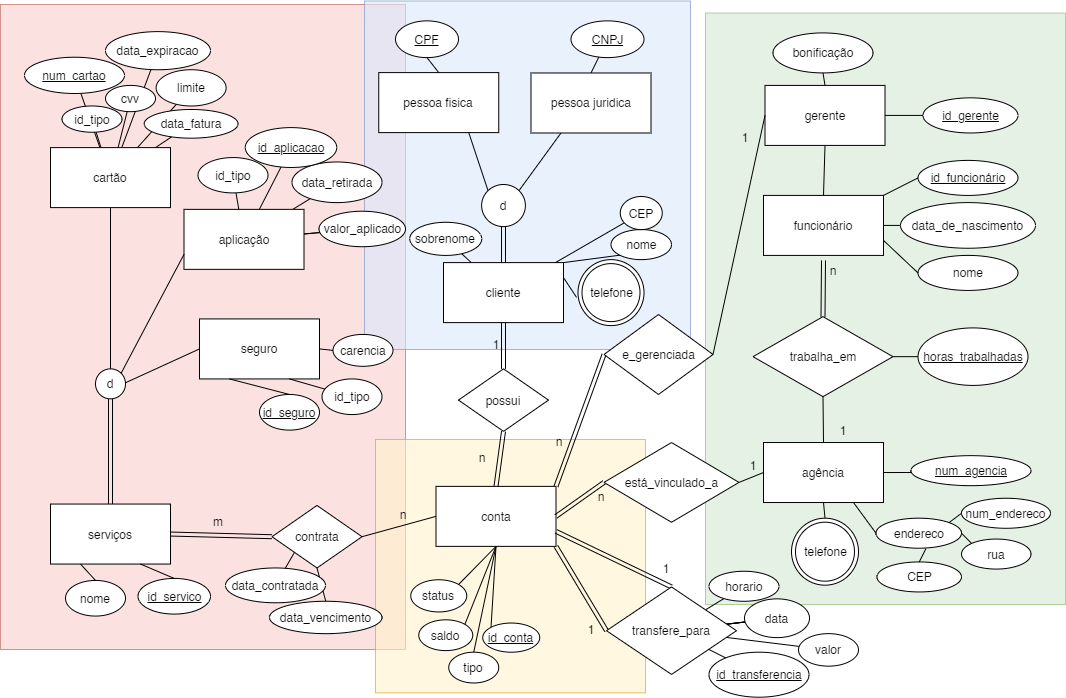 CPF
CNPJ
data_expiracao
num_cartao
cvv
limite
id_tipo
data_fatura
cartão
id_aplicacao
id_tipo
data_retirada
valor_aplicado
aplicação
pessoa fisica
pessoa juridica
d
sobrenome
CEP
nome
telefone
cliente
1
bonificação
gerente
id_gerente
1
funcionário
id_funcionário
data_de_nascimento
nome
n
seguro
carencia
id_tipo
id_seguro
d
possui
n
e_gerenciada
n
trabalha_em
horas_trabalhadas
1
está_vinculado_a
n
1
agência
num_agencia
telefone
endereco
num_endereco
rua
CEP
serviços
nome
id_servico
m
contrata
n
data_contratada
data_vencimento
conta
status
saldo
tipo
id_conta
1
1
transfere_para
horario
data
valor
id_transferencia